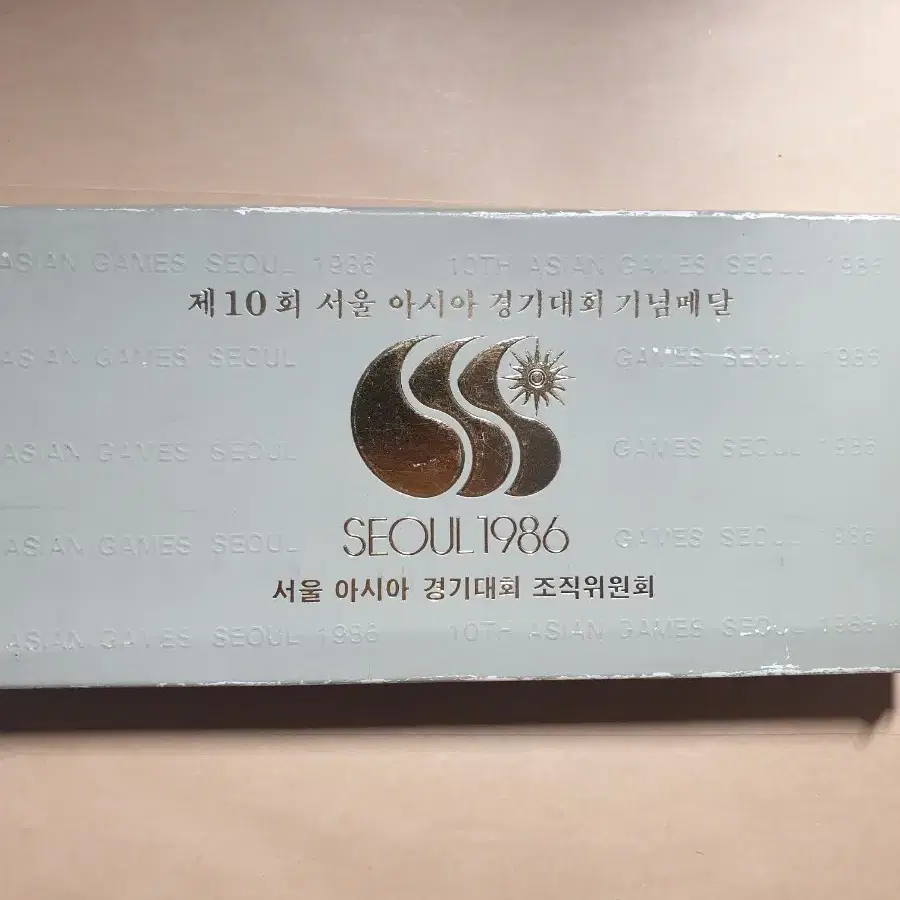 ASIAN GAMES SEOUL 1986 10TH ASIAN GAMES SEOUL 1986
제10회 서울 아시아 경기대회 기념메달
ASIAN GAMES SEOUL GAMES SEOUL 1986
ASIAN GAMES SEOUL GAMES SEOUL 1986
ASIAN GAMES SEOUL GAMES SEOUL 1986
SEOUL 1986
서울 아시아 경기대회 조직위원회
ASIAN GAMES SEOUL 1986 10TH ASIAN GAMES SEOUL 1986